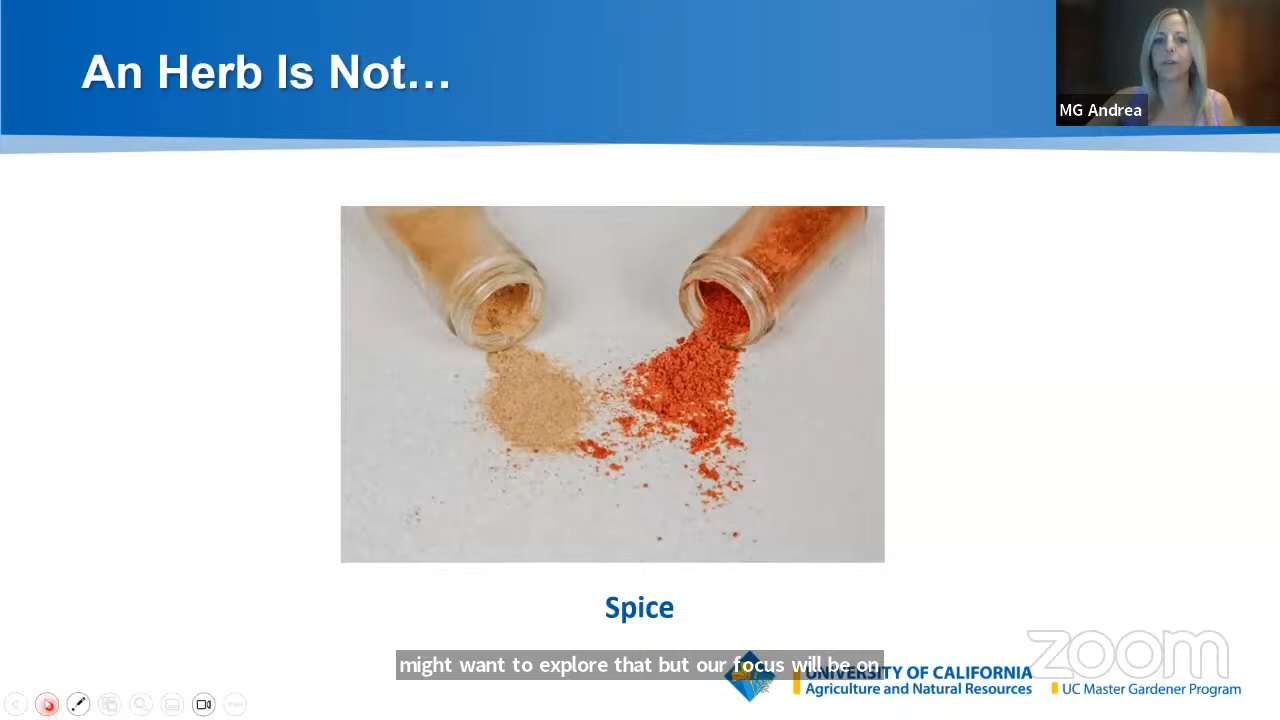 An Herb Is Not...
MG Andrea
Spice
might want to explore that but our focus will be on
UNIVERSITY OF CALIFORNIA
Agriculture and Natural Resources
UC Master Gardener Program
zoom